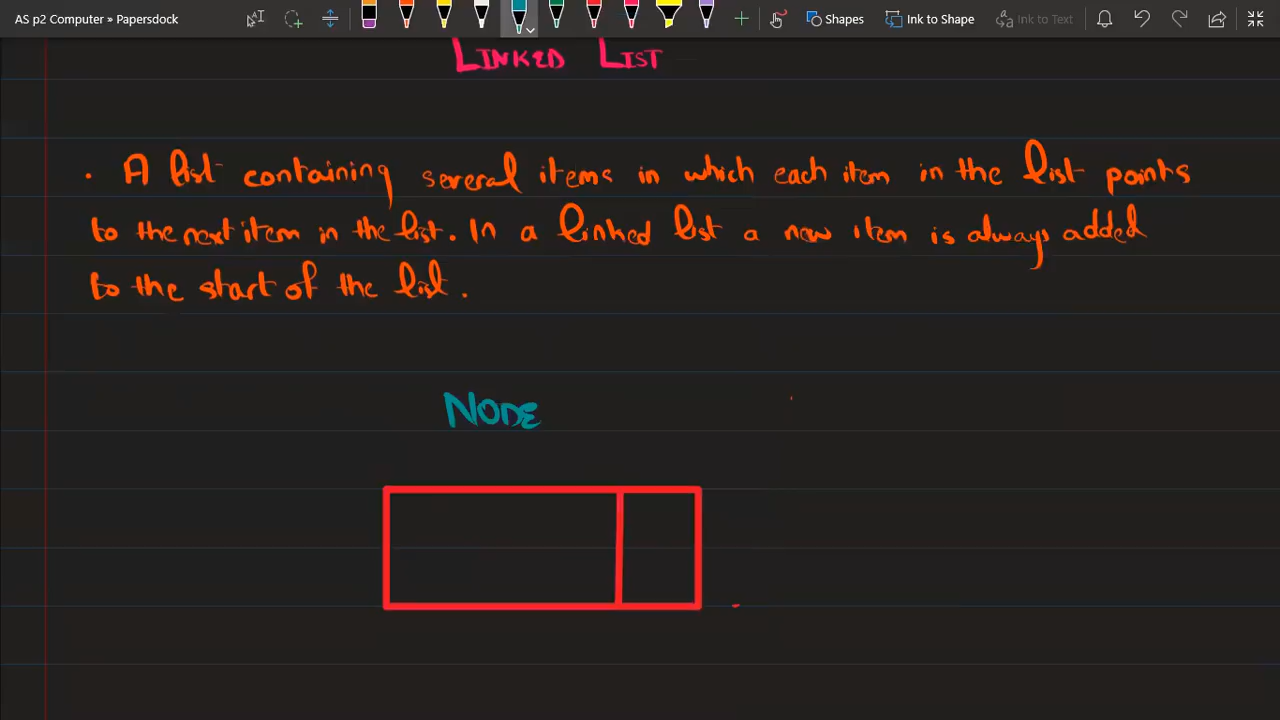 AS p2 Computer » Papersdock
Shapes
Ink to Shape
Ink to Text
LINKED LIST
. A list containing several items in which each item in the list points
to the next item in the list. In a linked list a new item is always added
to the start of the list.
NODE